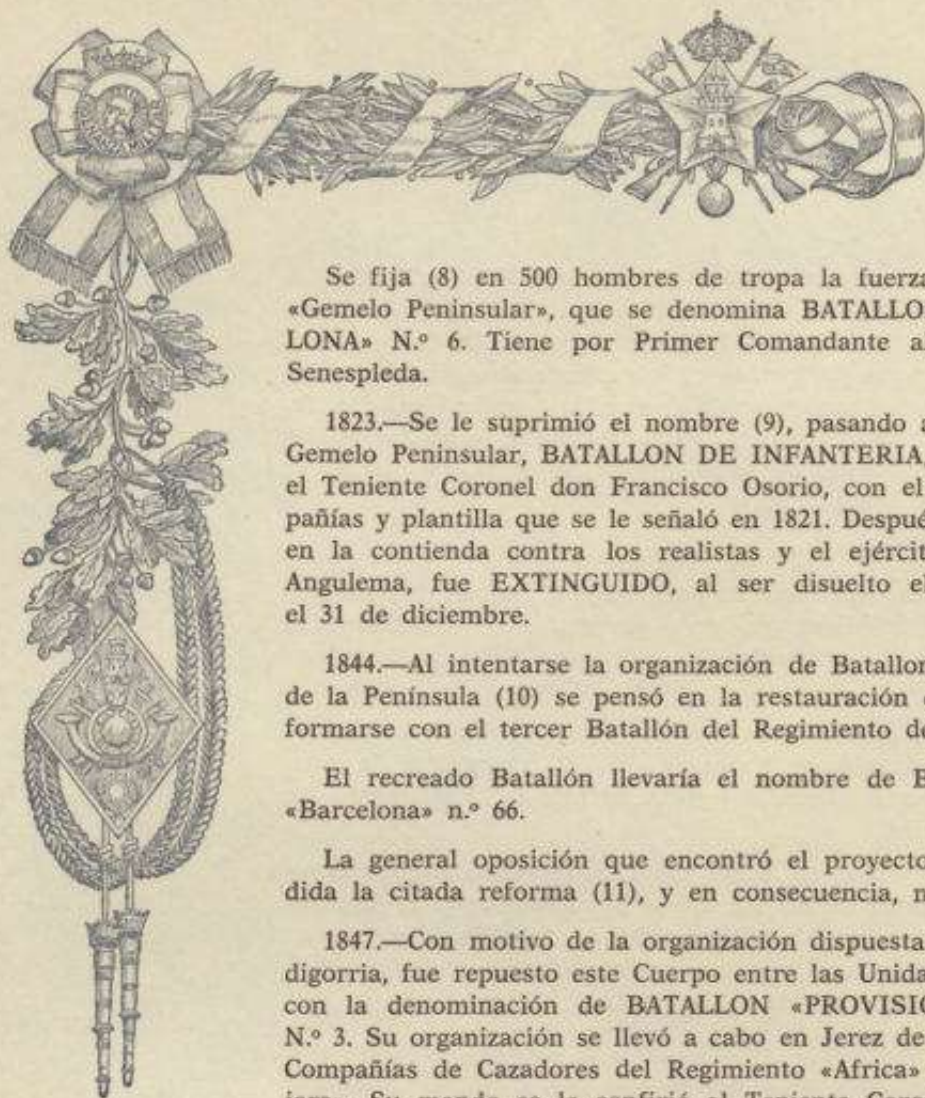 Se fija (8) en 500 hombres de tropa la fuerza
«Gemelo Peninsular», que se denomina BATALLO
LONA» N.º 6. Tiene por Primer Comandante a
Senespleda.
1823.—Se le suprimió el nombre (9), pasando a
Gemelo Peninsular, BATALLON DE INFANTERIA
el Teniente Coronel don Francisco Osorio, con el
pañías y plantilla que se le señaló en 1821. Despué
en la contienda contra los realistas y el ejércit
Angulema, fue EXTINGUIDO, al ser disuelto el
el 31 de diciembre.
1844.—Al intentarse la organización de Batallon
de la Península (10) se pensó en la restauración
formarse con el tercer Batallón del Regimiento de
El recreado Batallón llevaría el nombre de B
«Barcelona» n.º 66.
La general oposición que encontró el proyecto
dida la citada reforma (11), y en consecuencia, n
1847.—Con motivo de la organización dispuesta
digorria, fue repuesto este Cuerpo entre las Unida
con la denominación de BATALLON «PROVISIO
N.º 3. Su organización se llevó a cabo en Jerez de
Compañías de Cazadores del Regimiento «Africa»